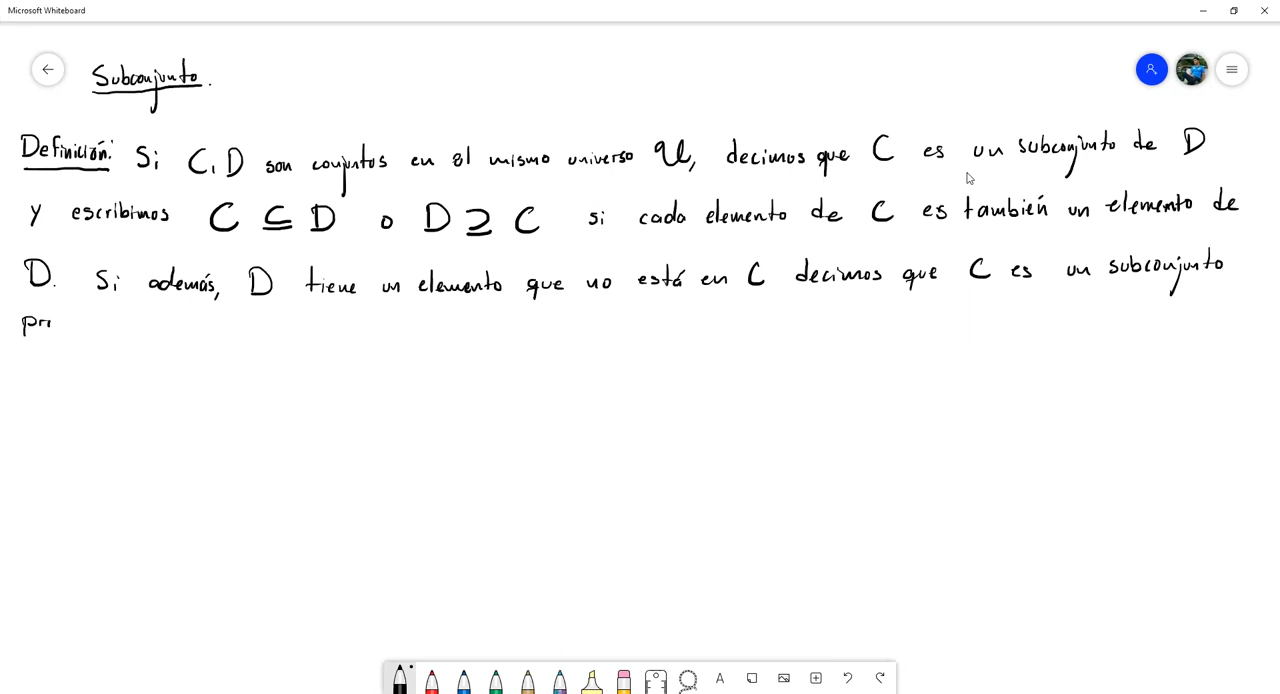 Microsoft Whiteboard
Subconjunto.
Definición: Si C, D son conjuntos en el mismo universo 𝒰, decimos que C es un subconjunto de D
y escribimos C ⊆ D o D ⊇ C si cada elemento de C es también un elemento de
D. Si además, D tiene un elemento que no está en C decimos que C es un subconjunto
pro